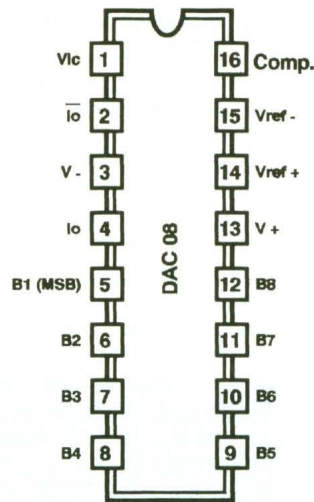 Vlc 1 16 Comp.
I̅o̅ 2 15 Vref -
V - 3 14 Vref +
Io 4 13 V +
B1 (MSB) 5 12 B8
B2 6 11 B7
B3 7 10 B6
B4 8 9 B5
DAC 08